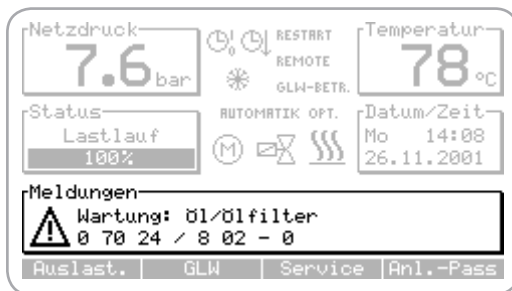 Netzdruck
7.6 bar
RESTART
REMOTE
GLW-BETR.
Temperatur
78 °C
Status
Lastlauf
100%
AUTOMATIK OPT.
M
Datum/Zeit
Mo 14:08
26.11.2001
Meldungen
Wartung: Öl/Ölfilter
0 70 24 / 8 02 - 0
Auslast. GLW Service Anl.-Pass